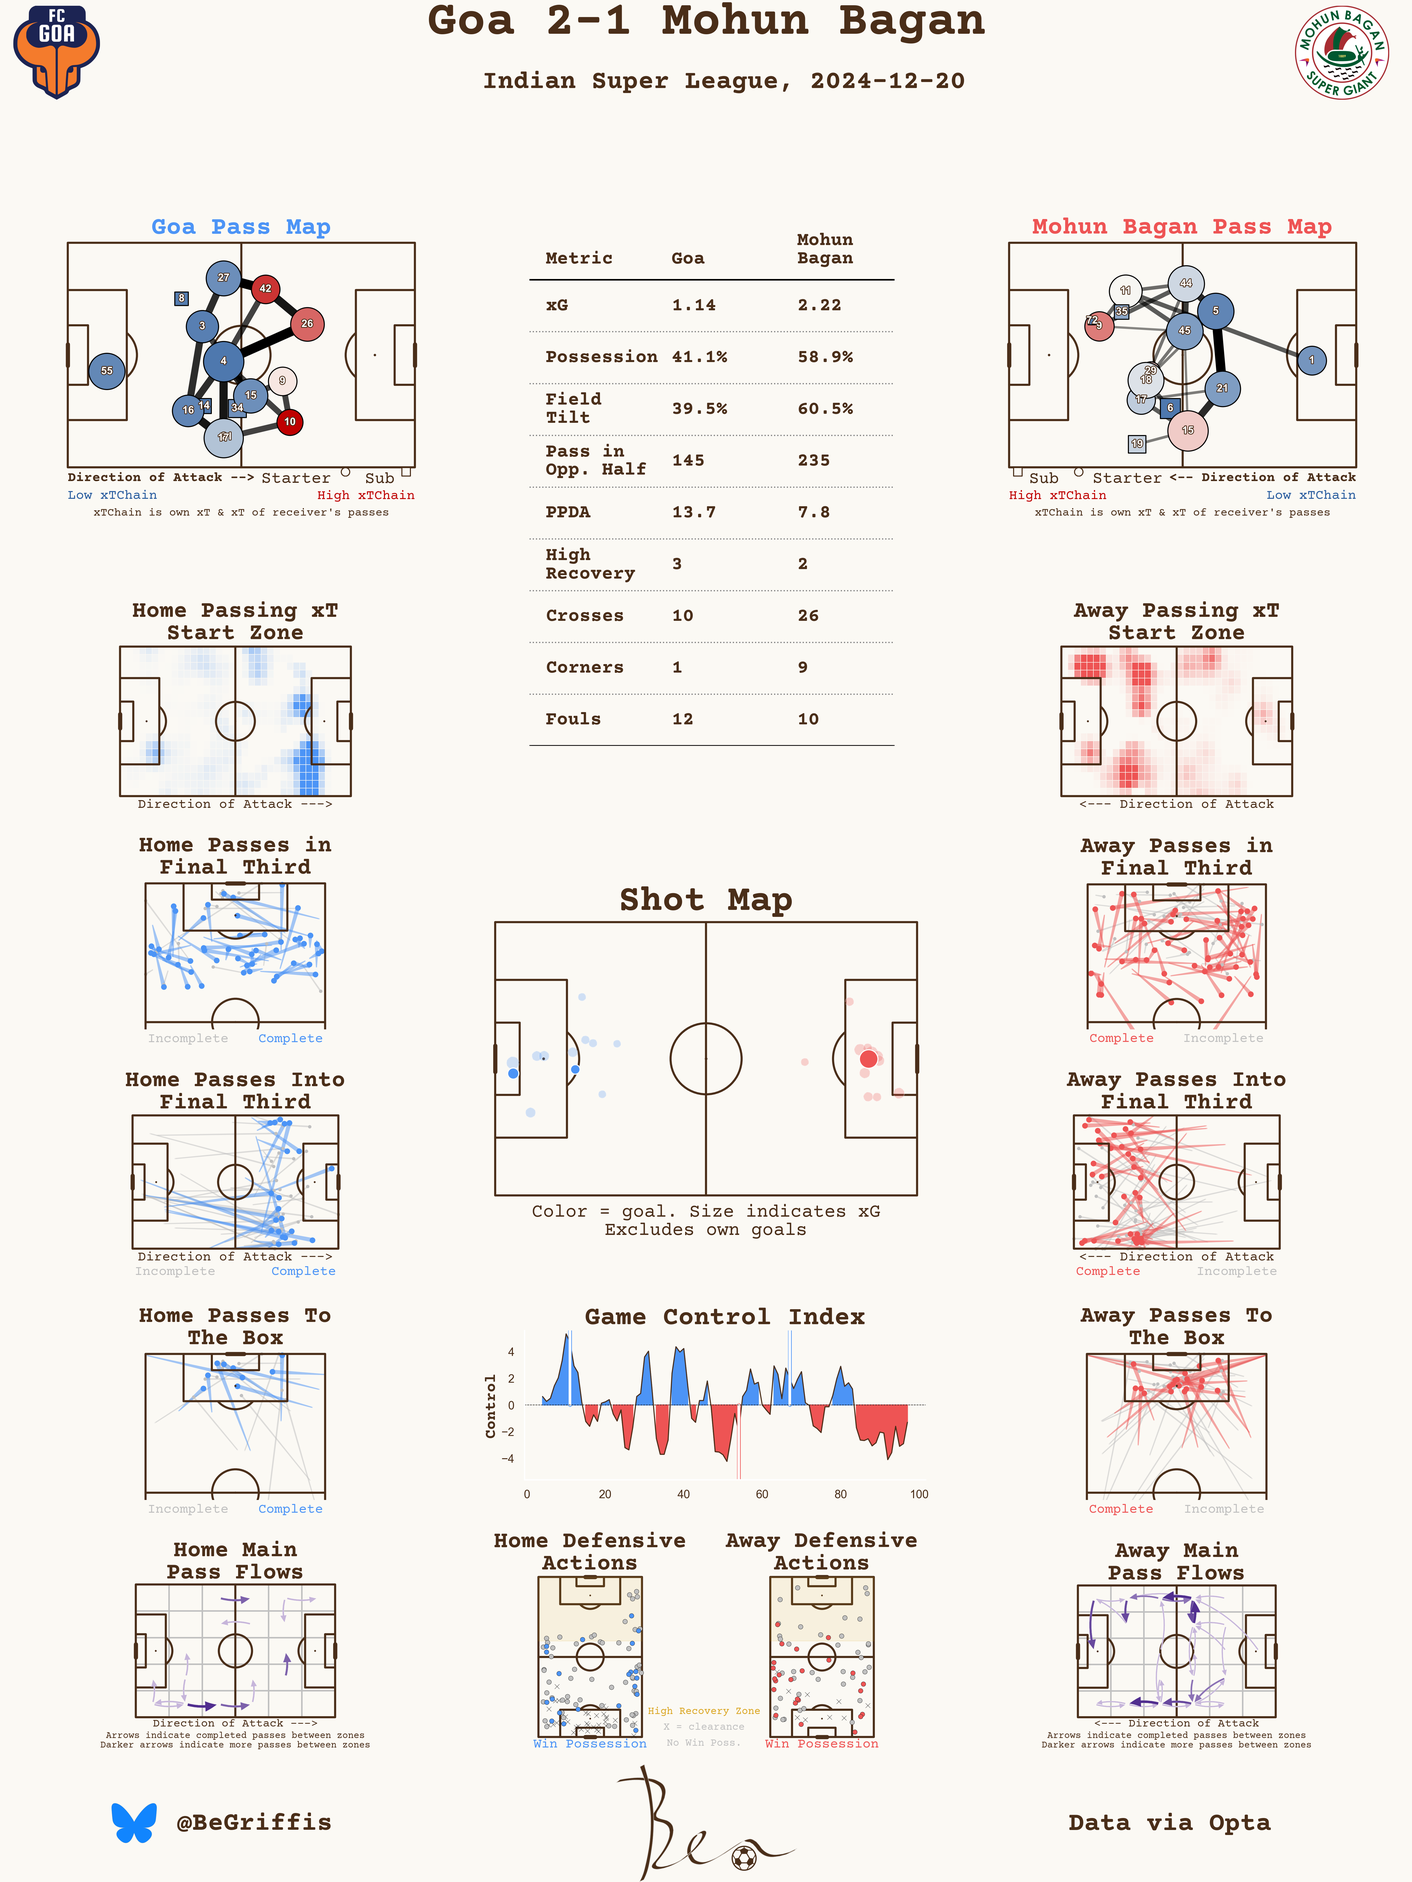 Goa 2-1 Mohun Bagan
Indian Super League, 2024-12-20
FC
GOA
MOHUN BAGAN
SUPER GIANT
Goa Pass Map
27
42
8
3
26
4
55
9
15
16
14
34
10
17
Direction of Attack --> Starter Sub
Low xTChain High xTChain
xTChain is own xT & xT of receiver's passes
Metric Goa Mohun Bagan
xG 1.14 2.22
Possession 41.1% 58.9%
Field Tilt 39.5% 60.5%
Pass in Opp. Half 145 235
PPDA 13.7 7.8
High Recovery 3 2
Crosses 10 26
Corners 1 9
Fouls 12 10
Mohun Bagan Pass Map
11
44
35
5
72
9
45
1
29
18
21
17
6
15
19
Sub Starter <-- Direction of Attack
High xTChain Low xTChain
xTChain is own xT & xT of receiver's passes
Home Passing xT
Start Zone
Direction of Attack --->
Away Passing xT
Start Zone
<--- Direction of Attack
Home Passes in
Final Third
Incomplete Complete
Away Passes in
Final Third
Complete Incomplete
Shot Map
Color = goal. Size indicates xG
Excludes own goals
Home Passes Into
Final Third
Direction of Attack --->
Incomplete Complete
Away Passes Into
Final Third
<--- Direction of Attack
Complete Incomplete
Home Passes To
The Box
Incomplete Complete
Game Control Index
Control
4
2
0
−2
−4
0 20 40 60 80 100
Away Passes To
The Box
Complete Incomplete
Home Main
Pass Flows
Direction of Attack --->
Arrows indicate completed passes between zones
Darker arrows indicate more passes between zones
Home Defensive
Actions
Win Possession
High Recovery Zone
X = clearance
No Win Poss.
Away Defensive
Actions
Win Possession
Away Main
Pass Flows
<--- Direction of Attack
Arrows indicate completed passes between zones
Darker arrows indicate more passes between zones
@BeGriffis
Ben
Data via Opta